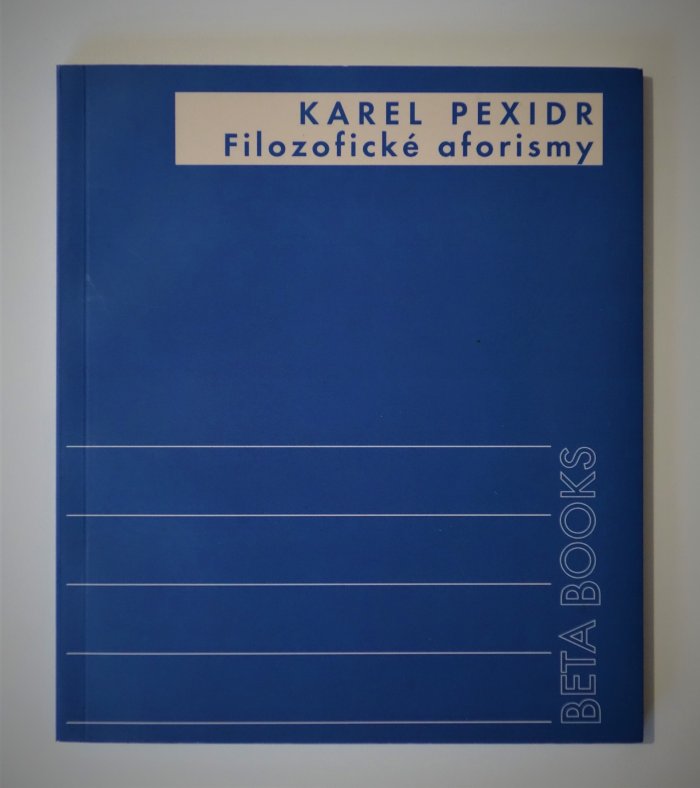 KAREL PEXIDR
Filozofické aforismy
BETA BOOKS